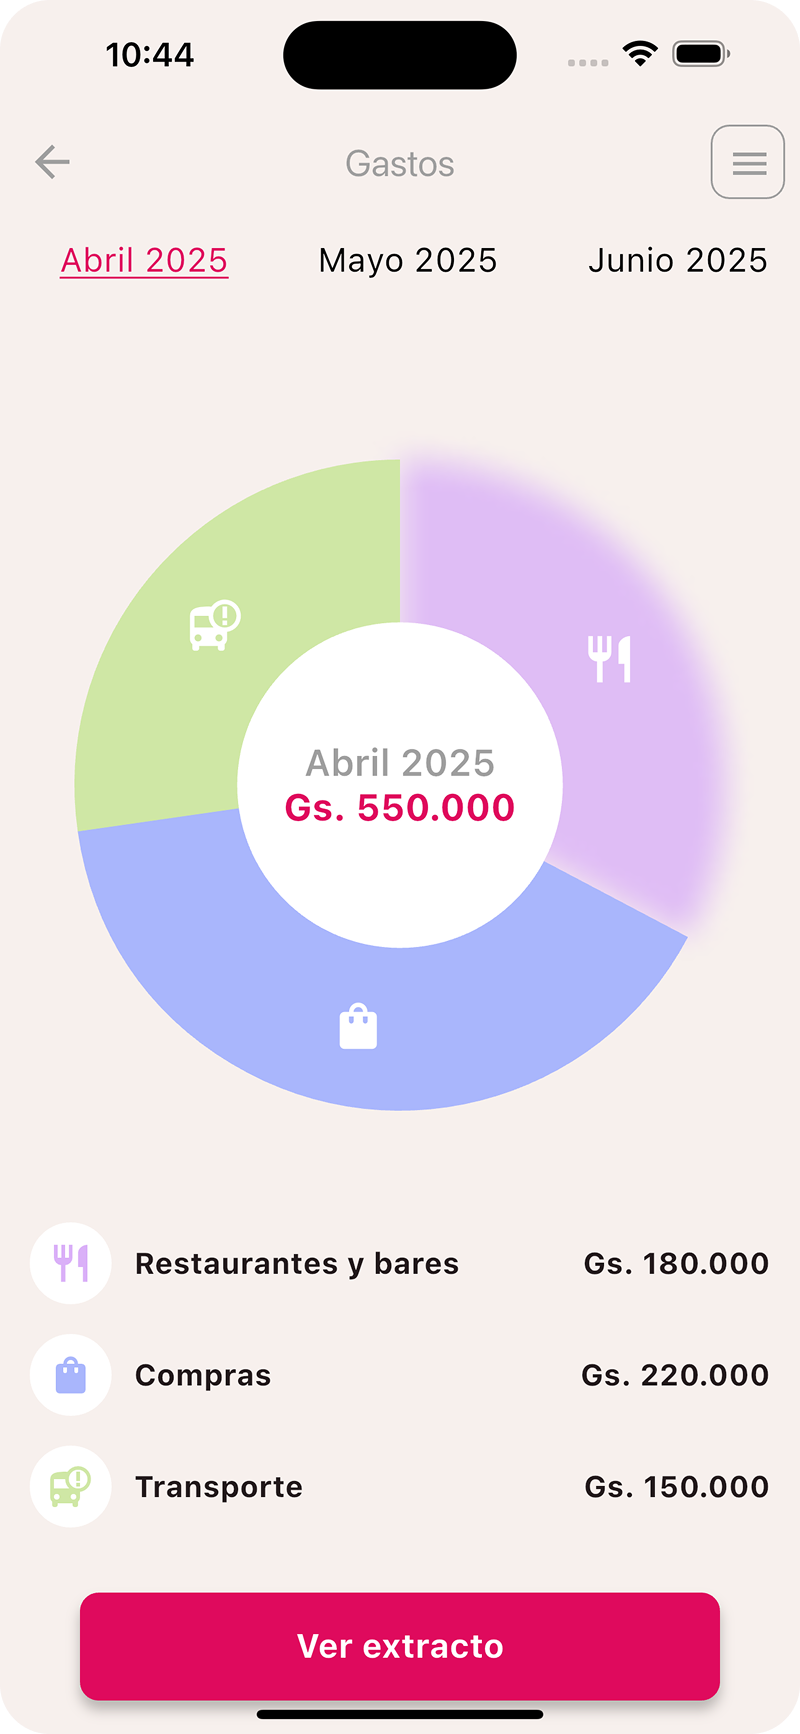 10:44
Gastos
Abril 2025 Mayo 2025 Junio 2025
Abril 2025
Gs. 550.000
Restaurantes y bares Gs. 180.000
Compras Gs. 220.000
Transporte Gs. 150.000
Ver extracto